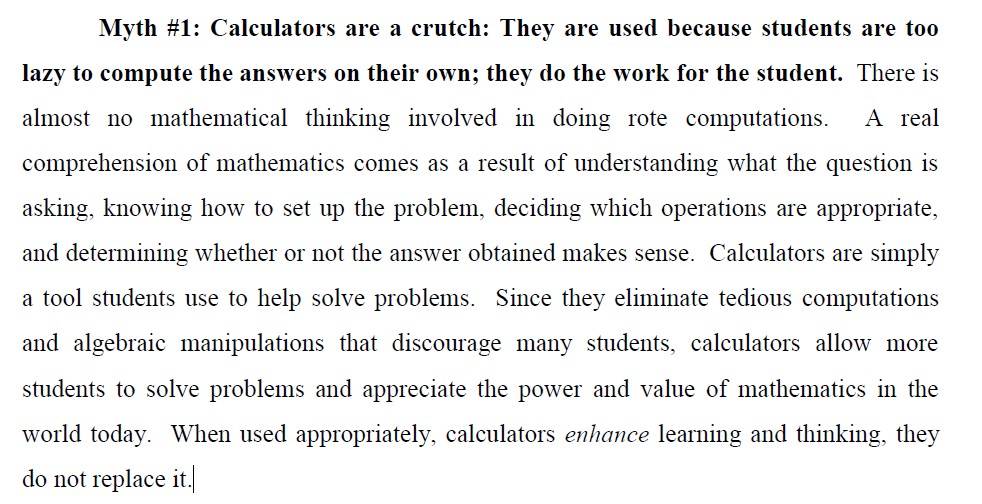 Myth #1: Calculators are a crutch: They are used because students are too
lazy to compute the answers on their own; they do the work for the student. There is
almost no mathematical thinking involved in doing rote computations. A real
comprehension of mathematics comes as a result of understanding what the question is
asking, knowing how to set up the problem, deciding which operations are appropriate,
and determining whether or not the answer obtained makes sense. Calculators are simply
a tool students use to help solve problems. Since they eliminate tedious computations
and algebraic manipulations that discourage many students, calculators allow more
students to solve problems and appreciate the power and value of mathematics in the
world today. When used appropriately, calculators enhance learning and thinking, they
do not replace it.